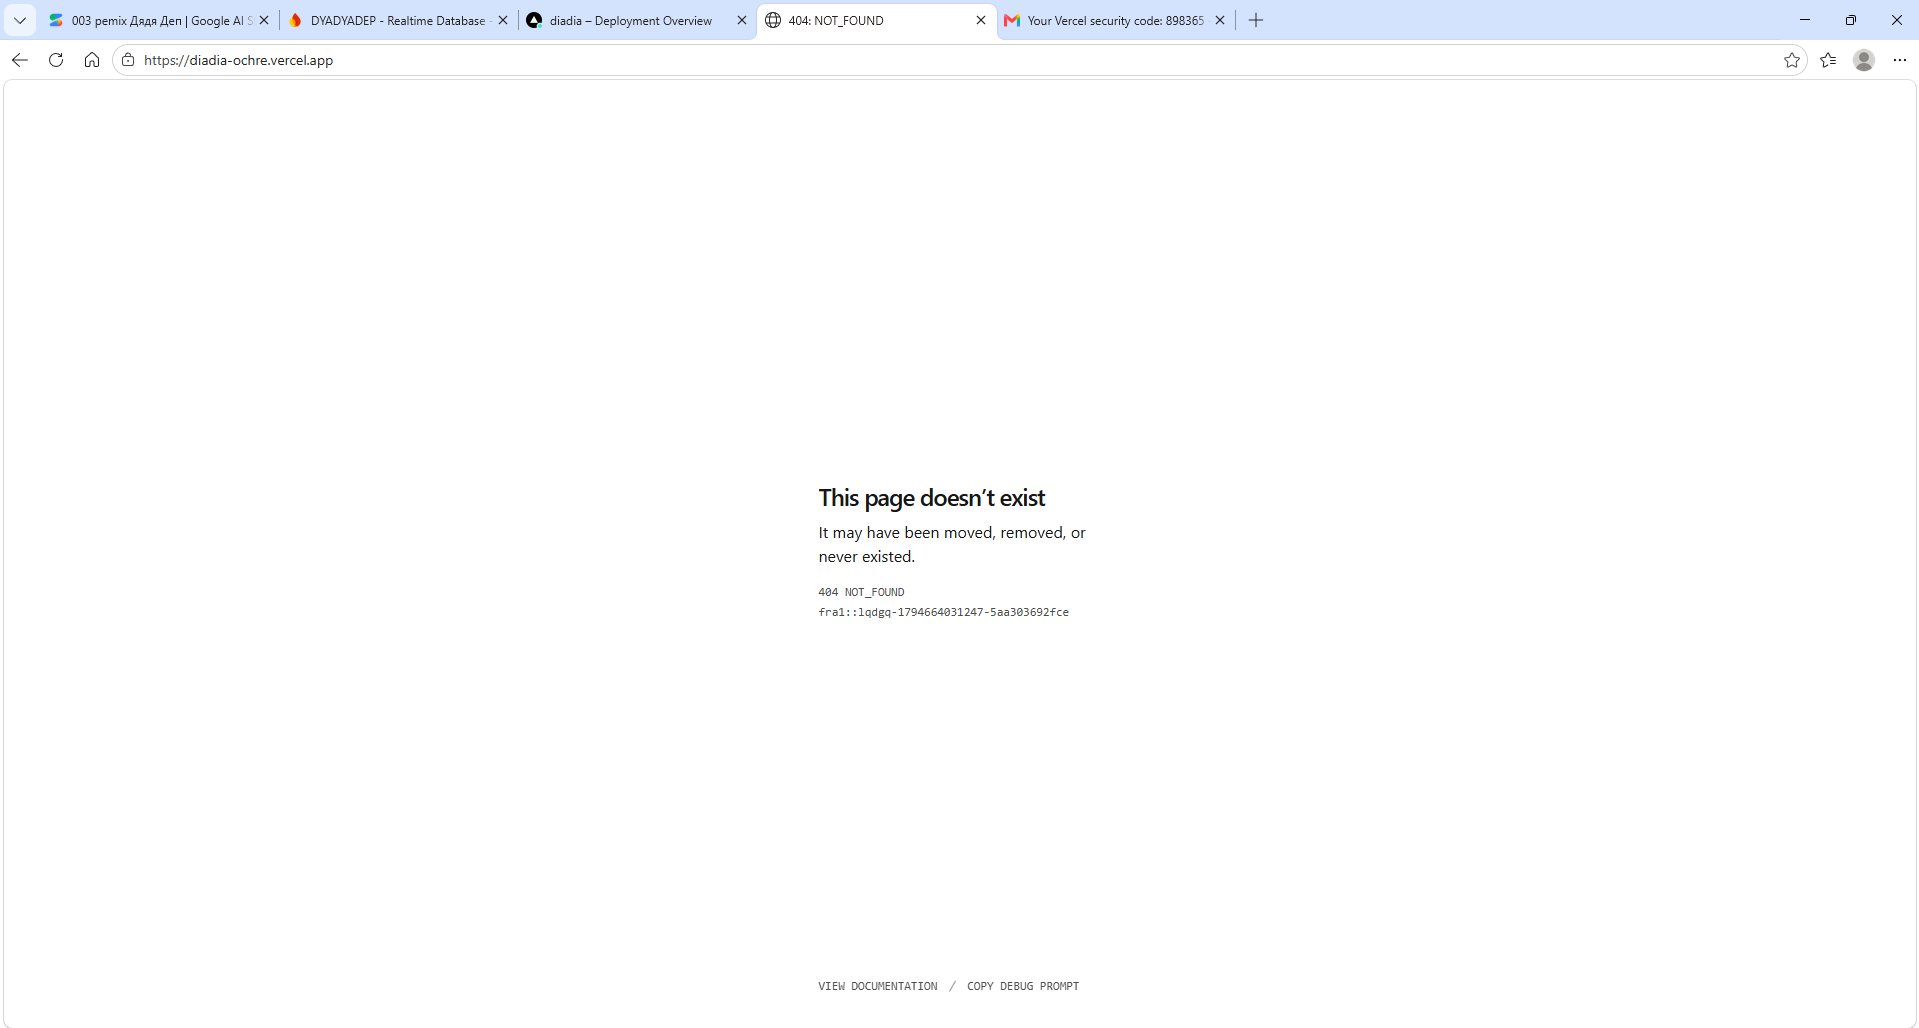 003 ремix Дядя Деп | Google AI S
DYADYADEP - Realtime Database -
diadia – Deployment Overview
404: NOT_FOUND
Your Vercel security code: 898365 -
https://diadia-ochre.vercel.app
This page doesn’t exist
It may have been moved, removed, or
never existed.
404 NOT_FOUND
fra1::lqdgq-1794664031247-5aa303692fce
VIEW DOCUMENTATION / COPY DEBUG PROMPT